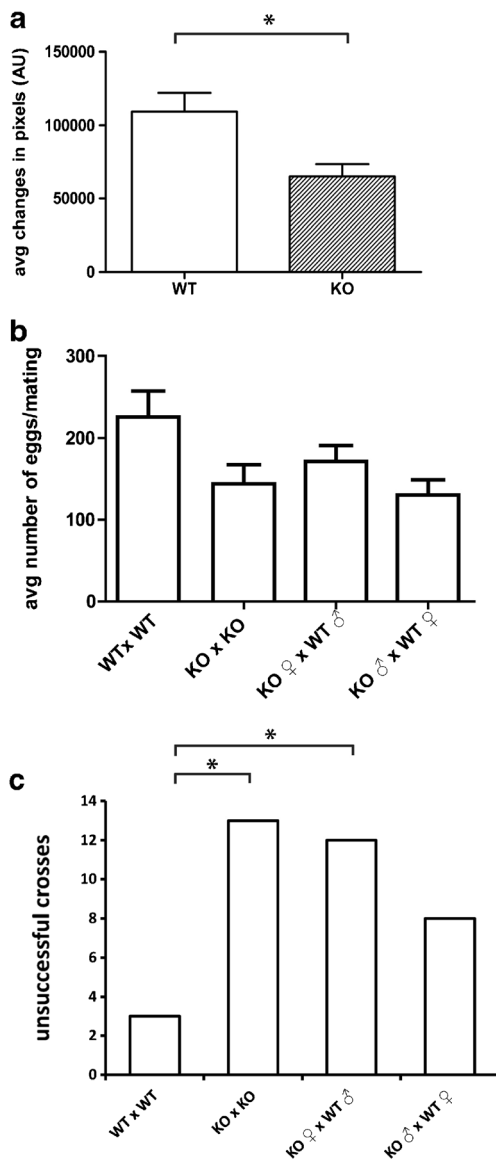 a
*
avg changes in pixels (AU)
150000
100000
50000
0
WT
KO
b
avg number of eggs/mating
300
200
100
0
WTx WT
KO x KO
KO ♀ x WT ♂
KO ♂ x WT ♀
c
*
*
unsuccessful crosses
14
12
10
8
6
4
2
0
WT x WT
KO x KO
KO ♀ x WT ♂
KO ♂ x WT ♀